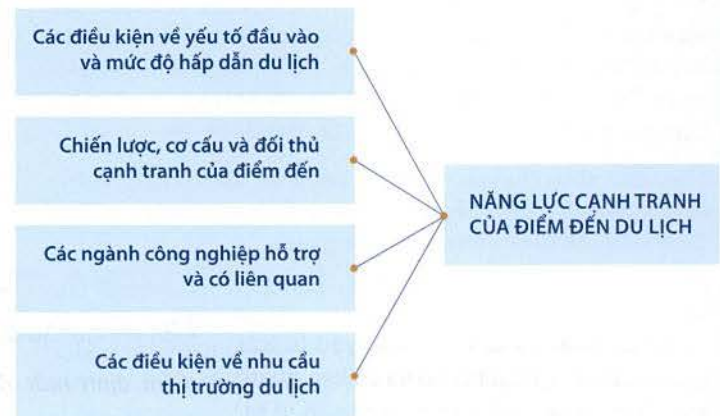 Các điều kiện về yếu tố đầu vào
và mức độ hấp dẫn du lịch
Chiến lược, cơ cấu và đối thủ
cạnh tranh của điểm đến
NĂNG LỰC CẠNH TRANH
CỦA ĐIỂM ĐẾN DU LỊCH
Các ngành công nghiệp hỗ trợ
và có liên quan
Các điều kiện về nhu cầu
thị trường du lịch